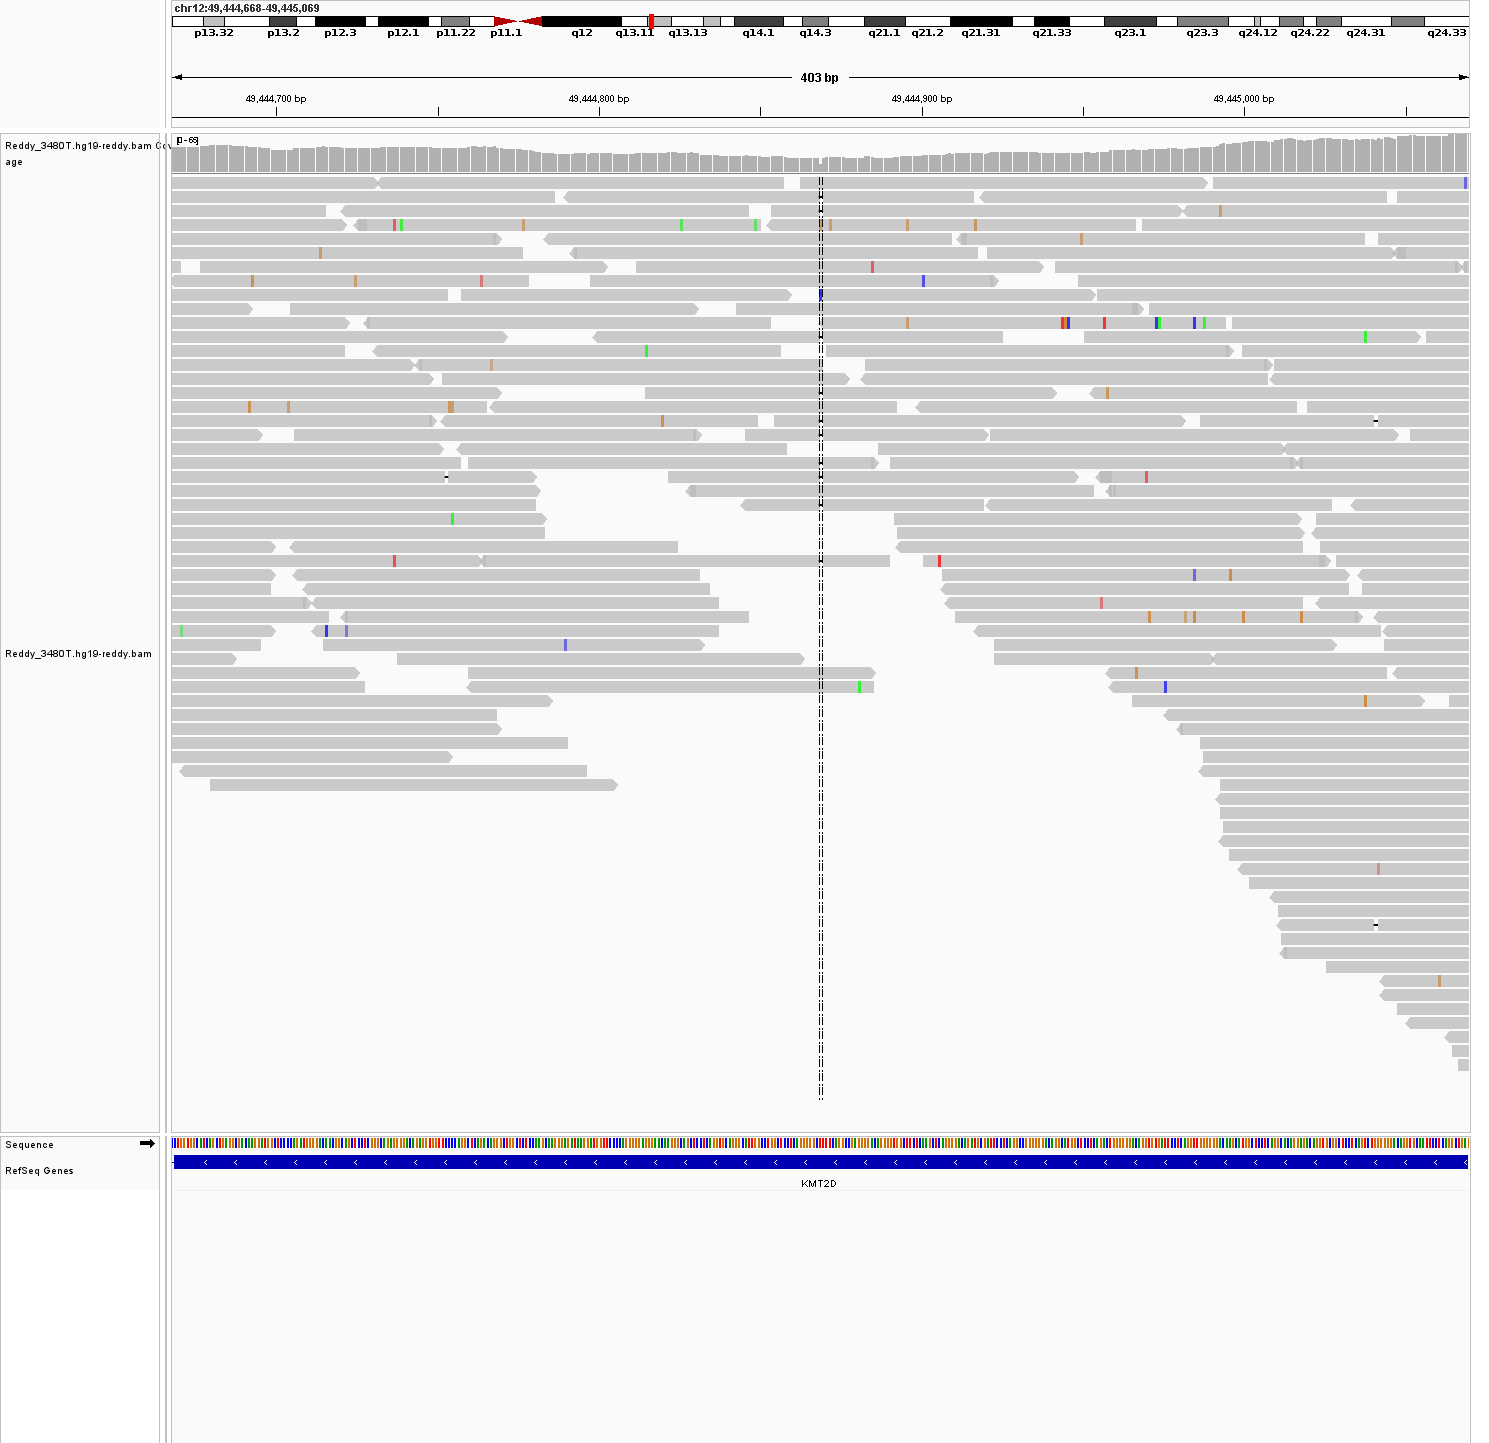 chr12:49,444,668-49,445,069
p13.32 p13.2 p12.3 p12.1 p11.22 p11.1 q12 q13.11 q13.13 q14.1 q14.3 q21.1 q21.2 q21.31 q21.33 q23.1 q23.3 q24.12 q24.22 q24.31 q24.33
403 bp
49,444,700 bp 49,444,800 bp 49,444,900 bp 49,445,000 bp
Reddy_3480T.hg19-reddy.bam Cov
age
Reddy_3480T.hg19-reddy.bam
Sequence
RefSeq Genes
KMT2D